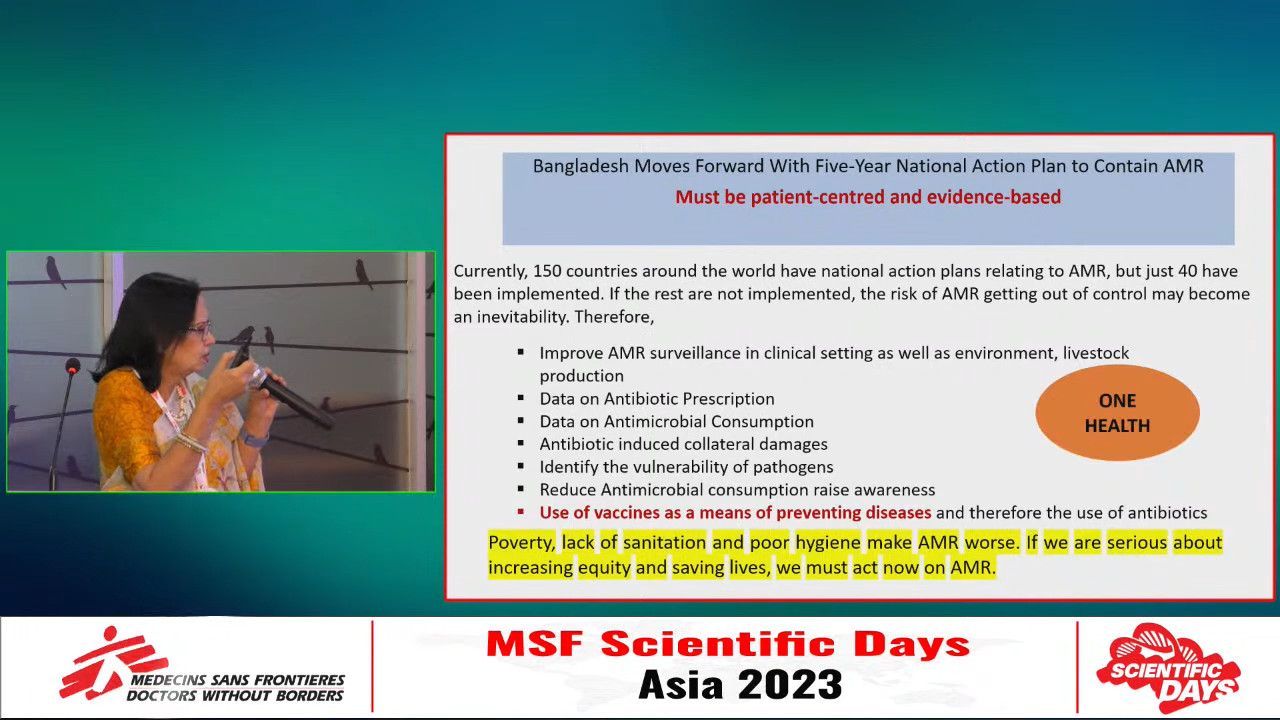 Bangladesh Moves Forward With Five-Year National Action Plan to Contain AMR
Must be patient-centred and evidence-based
Currently, 150 countries around the world have national action plans relating to AMR, but just 40 have
been implemented. If the rest are not implemented, the risk of AMR getting out of control may become
an inevitability. Therefore,
▪ Improve AMR surveillance in clinical setting as well as environment, livestock
production
▪ Data on Antibiotic Prescription
▪ Data on Antimicrobial Consumption
▪ Antibiotic induced collateral damages
▪ Identify the vulnerability of pathogens
▪ Reduce Antimicrobial consumption raise awareness
▪ Use of vaccines as a means of preventing diseases and therefore the use of antibiotics
ONE
HEALTH
Poverty, lack of sanitation and poor hygiene make AMR worse. If we are serious about
increasing equity and saving lives, we must act now on AMR.
MEDECINS SANS FRONTIERES
DOCTORS WITHOUT BORDERS
MSF Scientific Days
Asia 2023
SCIENTIFIC
DAYS